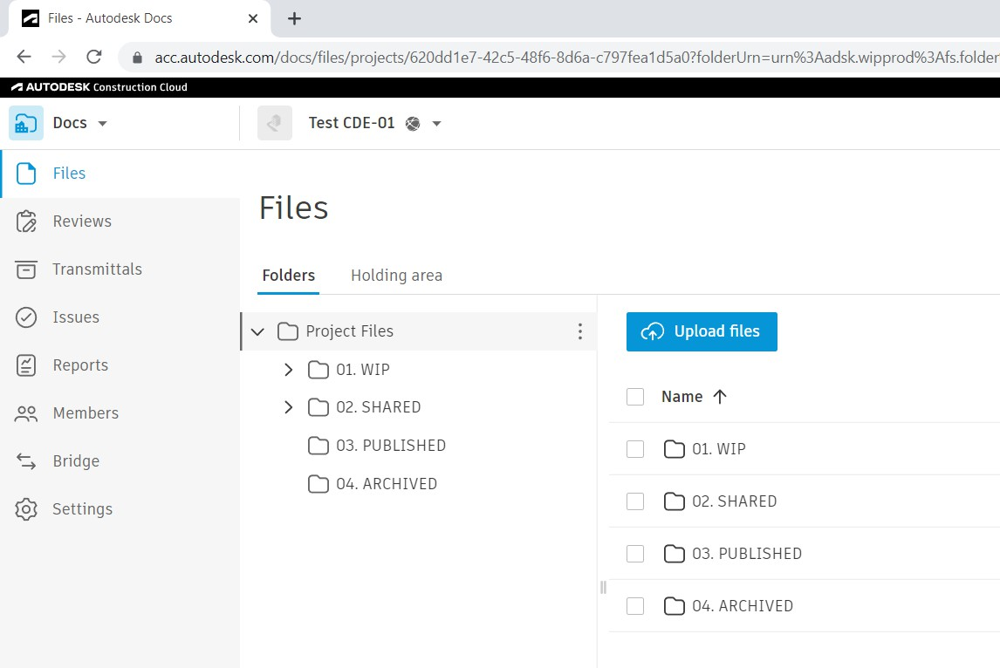 Files - Autodesk Docs
acc.autodesk.com/docs/files/projects/620dd1e7-42c5-48f6-8d6a-c797fea1d5a0?folderUrn=urn%3Aadsk.wipprod%3Afs.folder
AUTODESK Construction Cloud
Docs
Test CDE-01
Files
Reviews
Transmittals
Issues
Reports
Members
Bridge
Settings
Files
Folders
Holding area
Project Files
01. WIP
02. SHARED
03. PUBLISHED
04. ARCHIVED
Upload files
Name
01. WIP
02. SHARED
03. PUBLISHED
04. ARCHIVED